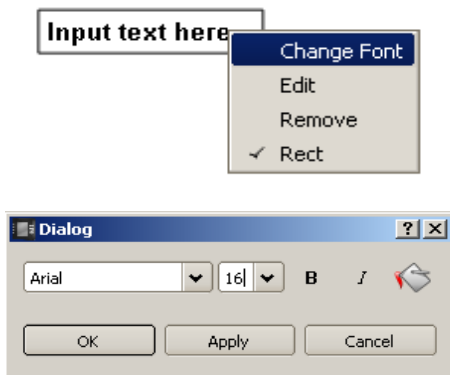 Input text here
Change Font
Edit
Remove
Rect
Dialog
Arial 16 B I
OK Apply Cancel